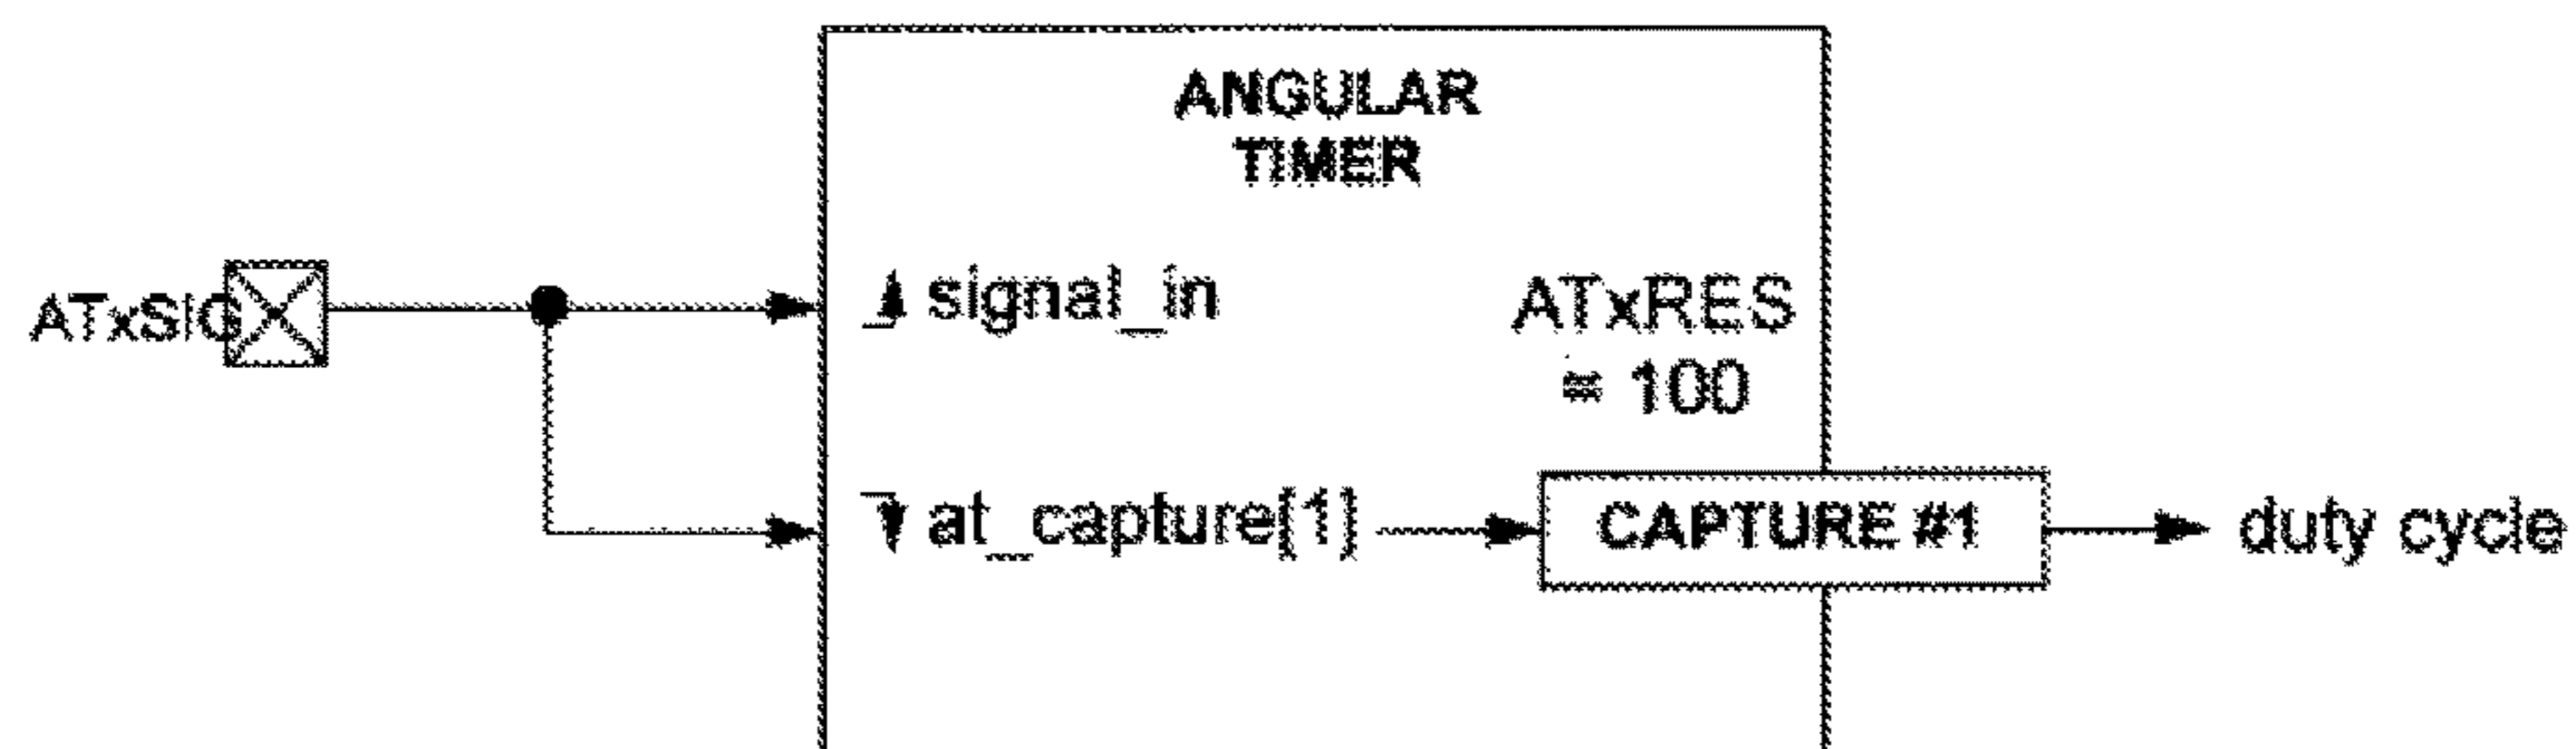 ANGULAR
TIMER
ATxSIG
signal_in
ATxRES
= 100
at_capture[1]
CAPTURE #1
duty cycle